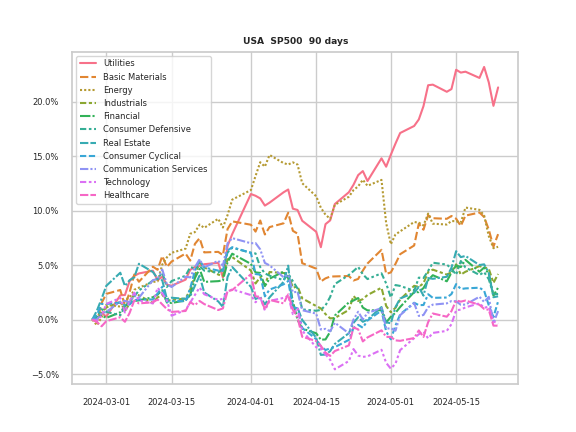 USA SP500 90 days
Utilities
Basic Materials
Energy
Industrials
Financial
Consumer Defensive
Real Estate
Consumer Cyclical
Communication Services
Technology
Healthcare
20.0%
15.0%
10.0%
5.0%
0.0%
−5.0%
2024-03-01 2024-03-15 2024-04-01 2024-04-15 2024-05-01 2024-05-15